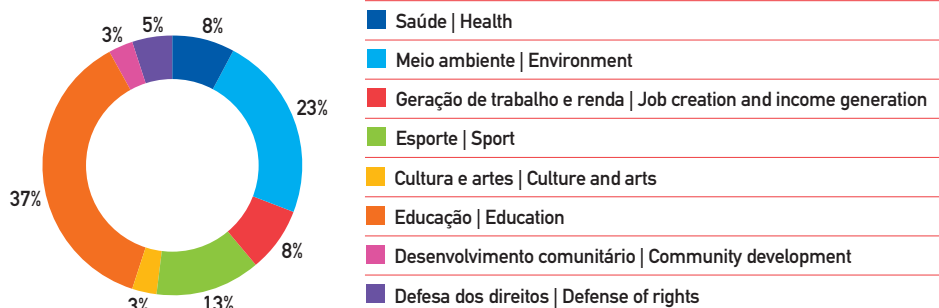 5%
8%
3%
23%
37%
8%
3%
13%
Saúde | Health
Meio ambiente | Environment
Geração de trabalho e renda | Job creation and income generation
Esporte | Sport
Cultura e artes | Culture and arts
Educação | Education
Desenvolvimento comunitário | Community development
Defesa dos direitos | Defense of rights